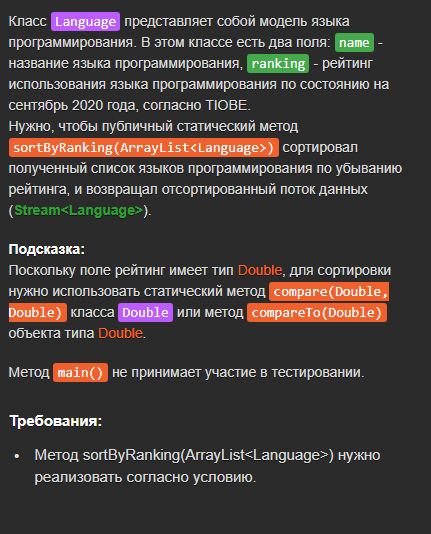 Класс Language представляет собой модель языка
программирования. В этом классе есть два поля: name -
название языка программирования, ranking - рейтинг
использования языка программирования по состоянию на
сентябрь 2020 года, согласно TIOBE.
Нужно, чтобы публичный статический метод
sortByRanking(ArrayList<Language>) сортировал
полученный список языков программирования по убыванию
рейтинга, и возвращал отсортированный поток данных
(Stream<Language>).
Подсказка:
Поскольку поле рейтинг имеет тип Double, для сортировки
нужно использовать статический метод compare(Double,
Double) класса Double или метод compareTo(Double)
объекта типа Double.
Метод main() не принимает участие в тестировании.
Требования:
• Метод sortByRanking(ArrayList<Language>) нужно
реализовать согласно условию.